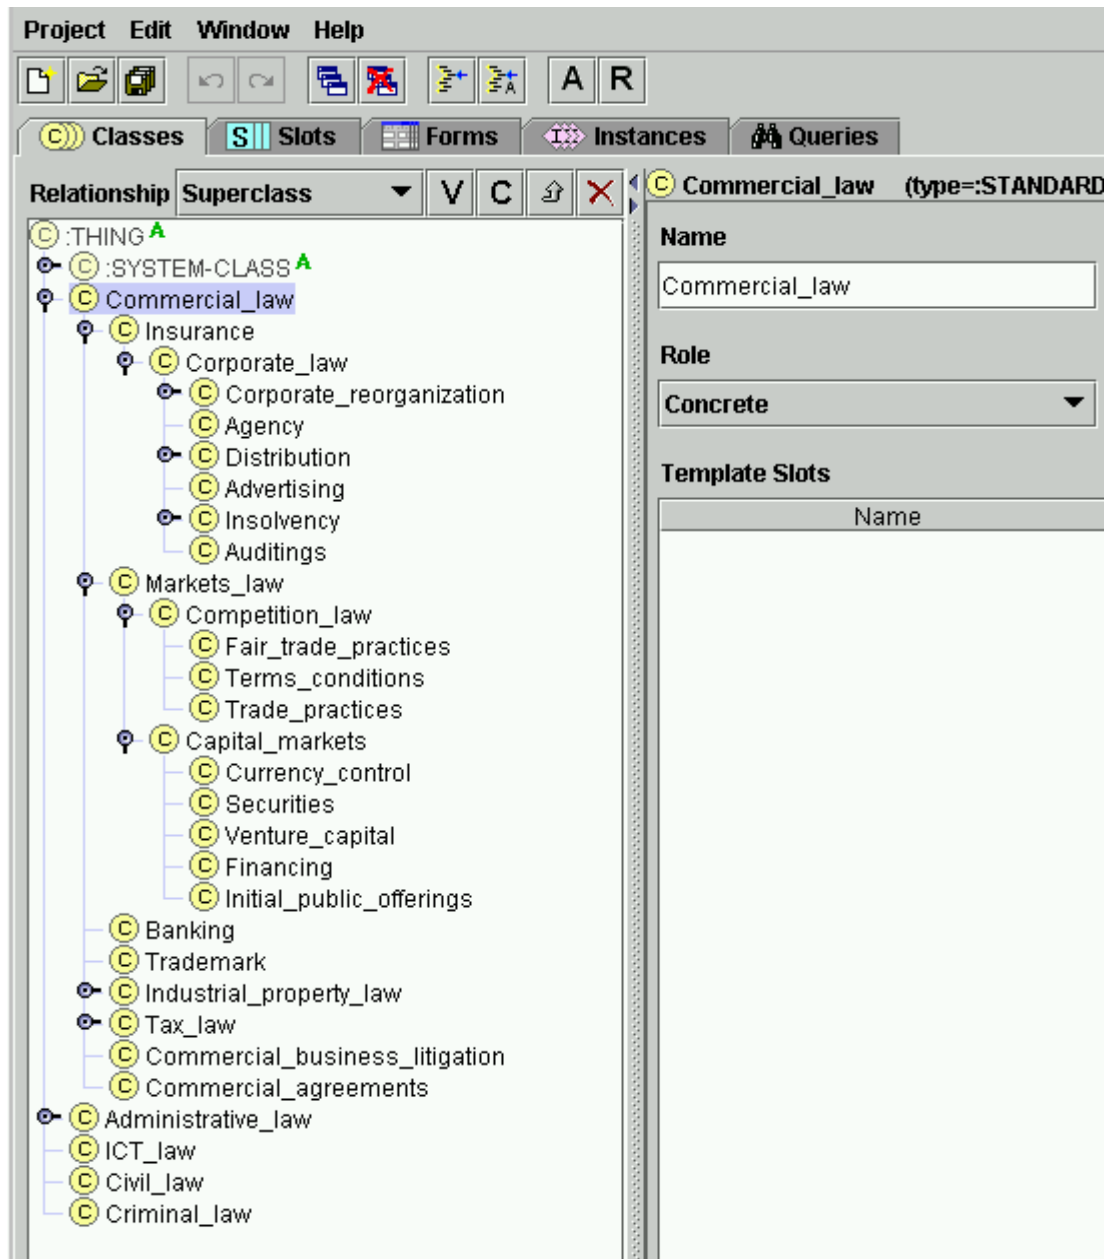 Project Edit Window Help
A R
C Classes S Slots Forms I Instances Queries
Relationship Superclass V C
C :THING A
C :SYSTEM-CLASS A
C Commercial_law
C Insurance
C Corporate_law
C Corporate_reorganization
C Agency
C Distribution
C Advertising
C Insolvency
C Auditings
C Markets_law
C Competition_law
C Fair_trade_practices
C Terms_conditions
C Trade_practices
C Capital_markets
C Currency_control
C Securities
C Venture_capital
C Financing
C Initial_public_offerings
C Banking
C Trademark
C Industrial_property_law
C Tax_law
C Commercial_business_litigation
C Commercial_agreements
C Administrative_law
C ICT_law
C Civil_law
C Criminal_law
C Commercial_law (type=:STANDARD
Name
Commercial_law
Role
Concrete
Template Slots
Name